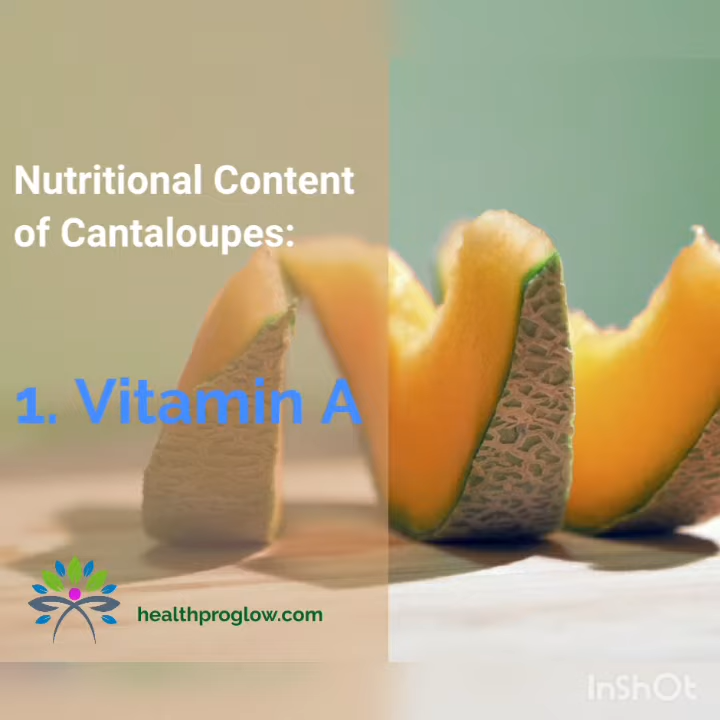 Nutritional Content
of Cantaloupes:
1. Vitamin A
healthproglow.com
InShOt